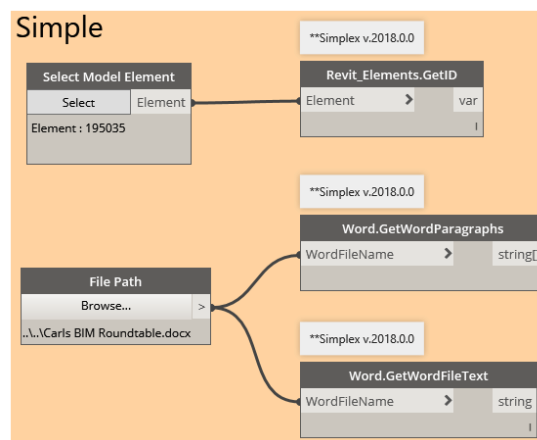 Simple
**Simplex v.2018.0.0
Select Model Element
Select
Element
Element : 195035
Revit_Elements.GetID
Element > var
l
**Simplex v.2018.0.0
Word.GetWordParagraphs
WordFileName > string[
File Path
Browse...
>
..\..\Carls BIM Roundtable.docx
**Simplex v.2018.0.0
Word.GetWordFileText
WordFileName > string
l